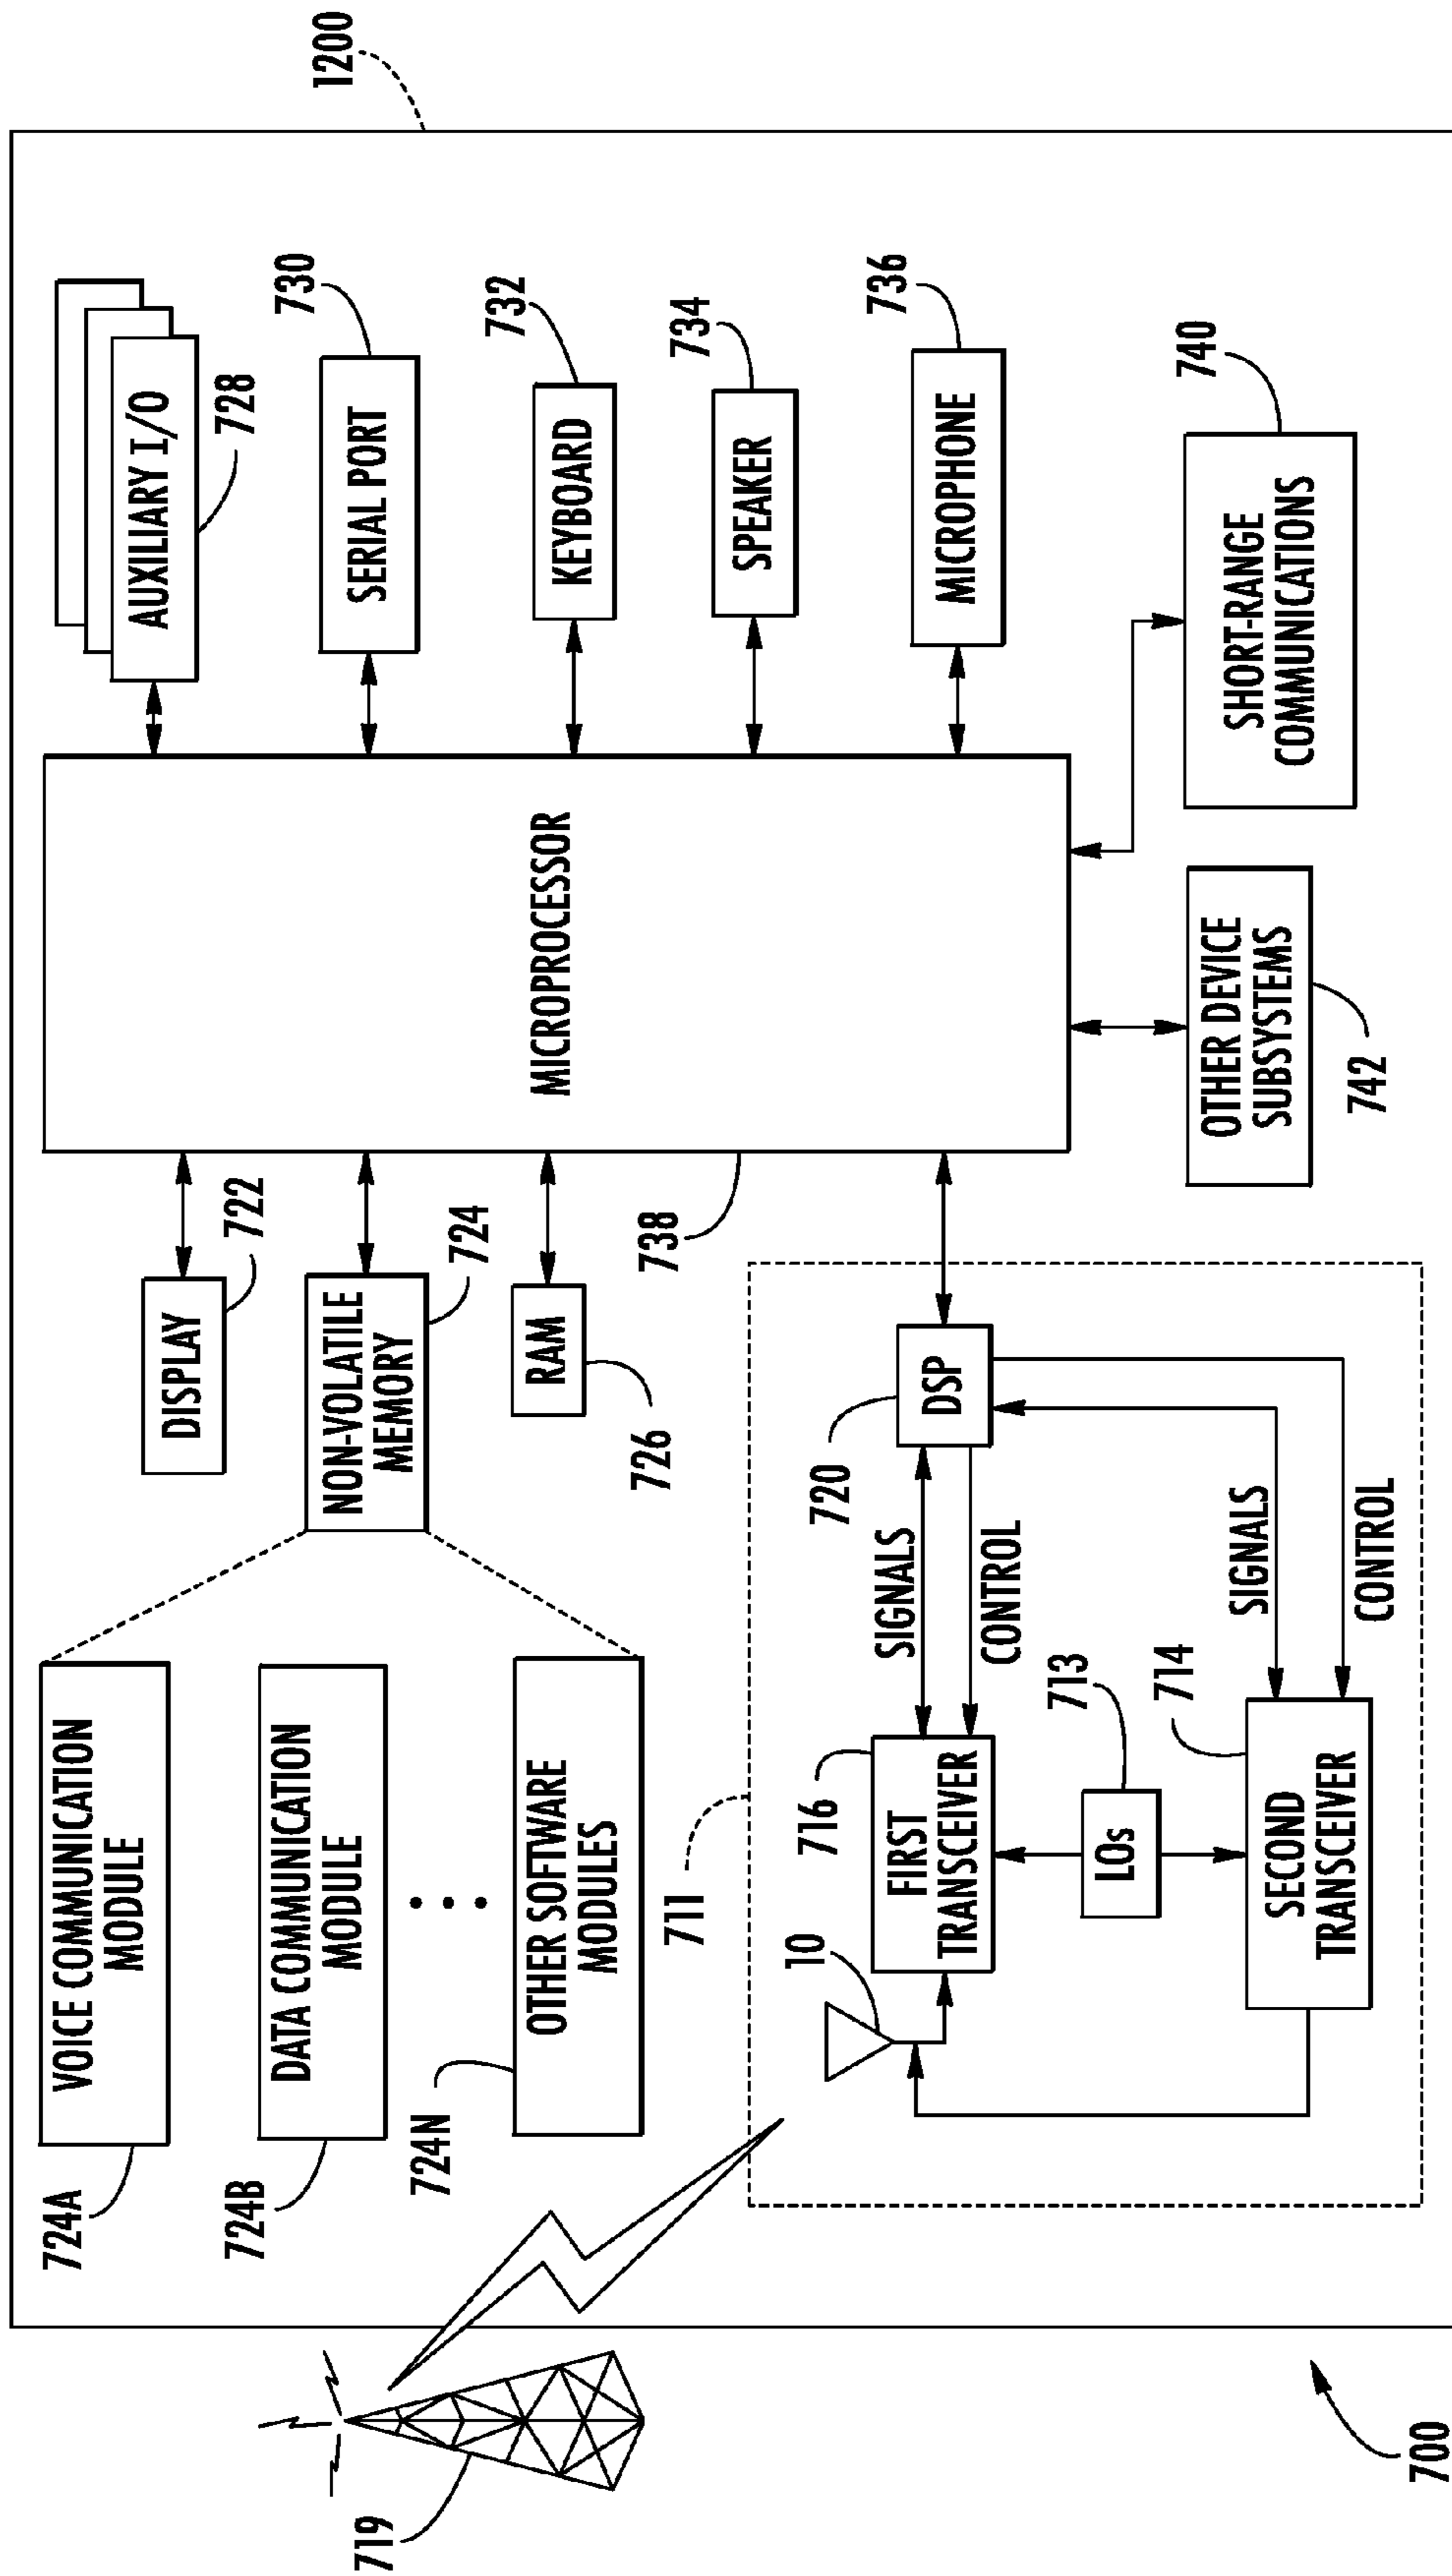 1200
VOICE COMMUNICATION
MODULE
724A
DATA COMMUNICATION
MODULE
724B
OTHER SOFTWARE
MODULES
724N
DISPLAY
722
NON-VOLATILE
MEMORY
724
RAM
726
MICROPROCESSOR
738
AUXILIARY I/O
728
SERIAL PORT
730
KEYBOARD
732
SPEAKER
734
MICROPHONE
736
SHORT-RANGE
COMMUNICATIONS
740
OTHER DEVICE
SUBSYSTEMS
742
711
10
FIRST
TRANSCEIVER
716
SIGNALS
CONTROL
DSP
720
LOs
713
SECOND
TRANSCEIVER
714
SIGNALS
CONTROL
719
700